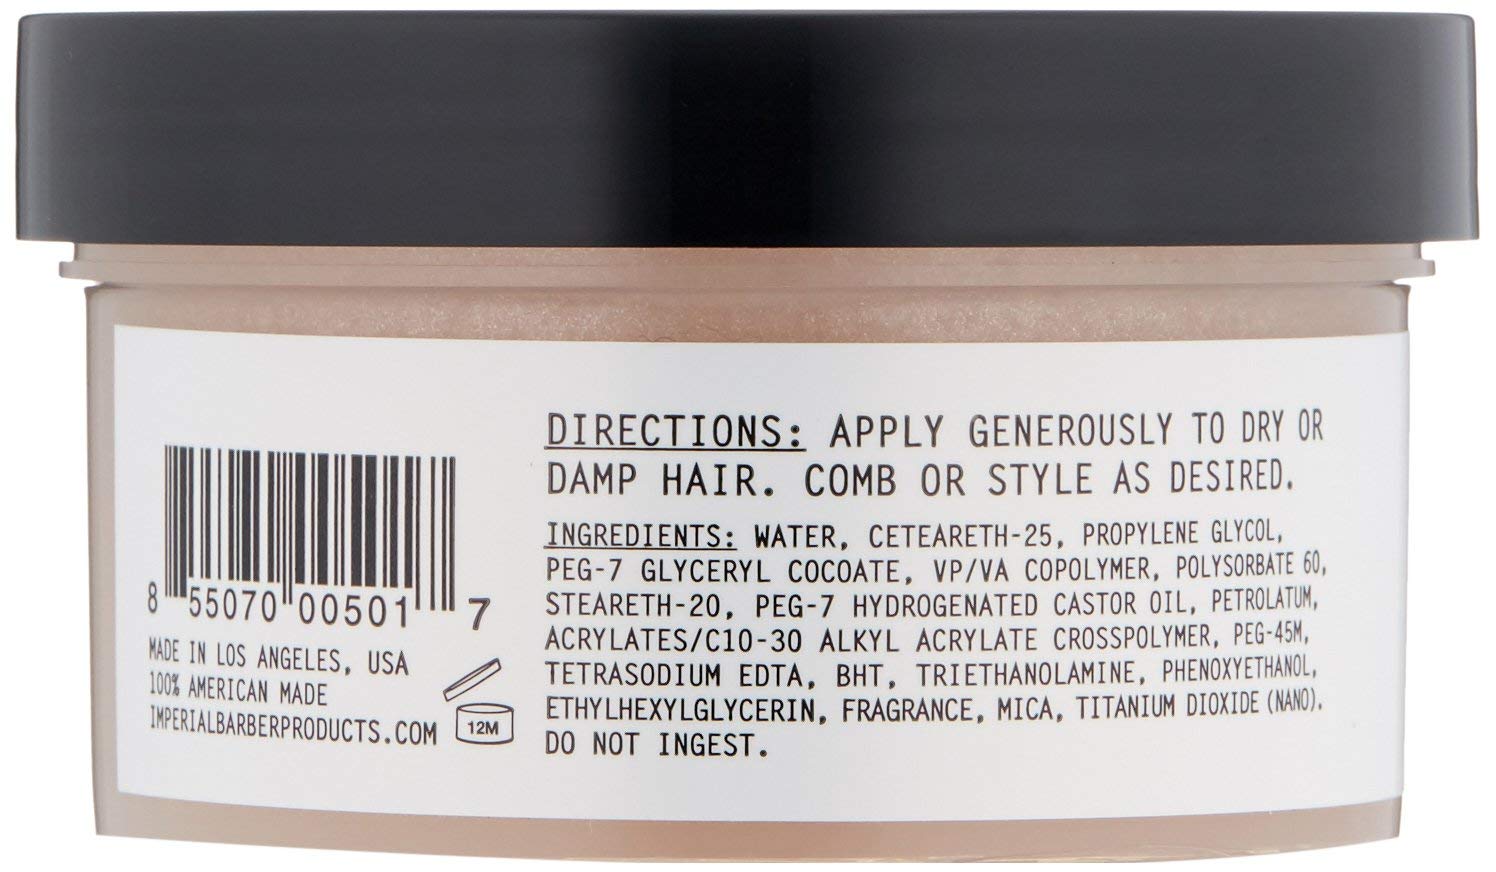 DIRECTIONS: APPLY GENEROUSLY TO DRY OR
DAMP HAIR. COMB OR STYLE AS DESIRED.
INGREDIENTS: WATER, CETEARETH-25, PROPYLENE GLYCOL,
PEG-7 GLYCERYL COCOATE, VP/VA COPOLYMER, POLYSORBATE 60,
STEARETH-20, PEG-7 HYDROGENATED CASTOR OIL, PETROLATUM,
ACRYLATES/C10-30 ALKYL ACRYLATE CROSSPOLYMER, PEG-45M,
TETRASODIUM EDTA, BHT, TRIETHANOLAMINE, PHENOXYETHANOL,
ETHYLHEXYLGLYCERIN, FRAGRANCE, MICA, TITANIUM DIOXIDE (NANO).
DO NOT INGEST.
8 55070 00501 7
MADE IN LOS ANGELES, USA
100% AMERICAN MADE
IMPERIALBARBERPRODUCTS.COM
12M